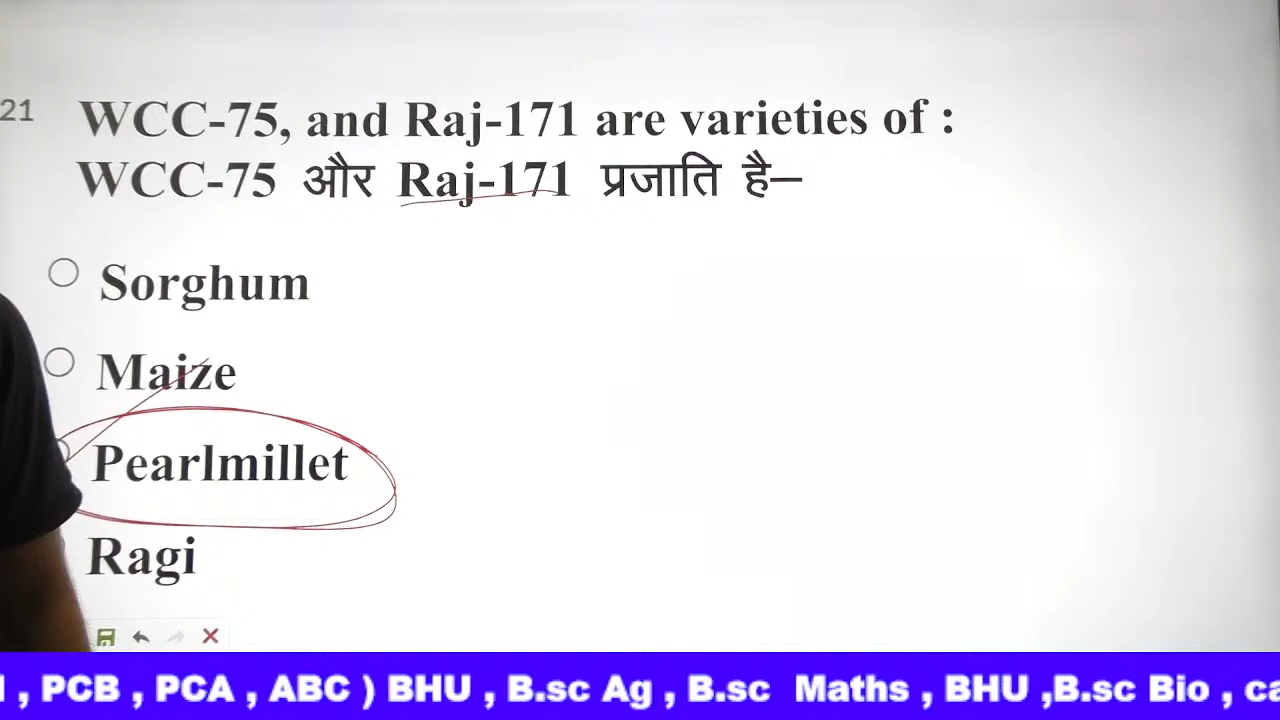 21
WCC-75, and Raj-171 are varieties of :
WCC-75 और Raj-171 प्रजाति है–
Sorghum
Maize
Pearlmillet
Ragi
, PCB , PCA , ABC ) BHU , B.sc Ag , B.sc Maths , BHU ,B.sc Bio ,